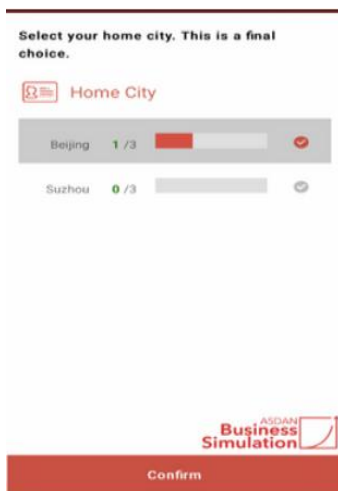 Select your home city. This is a final
choice.
Home City
Beijing 1 /3
Suzhou 0 /3
ASDAN
Business
Simulation
Confirm